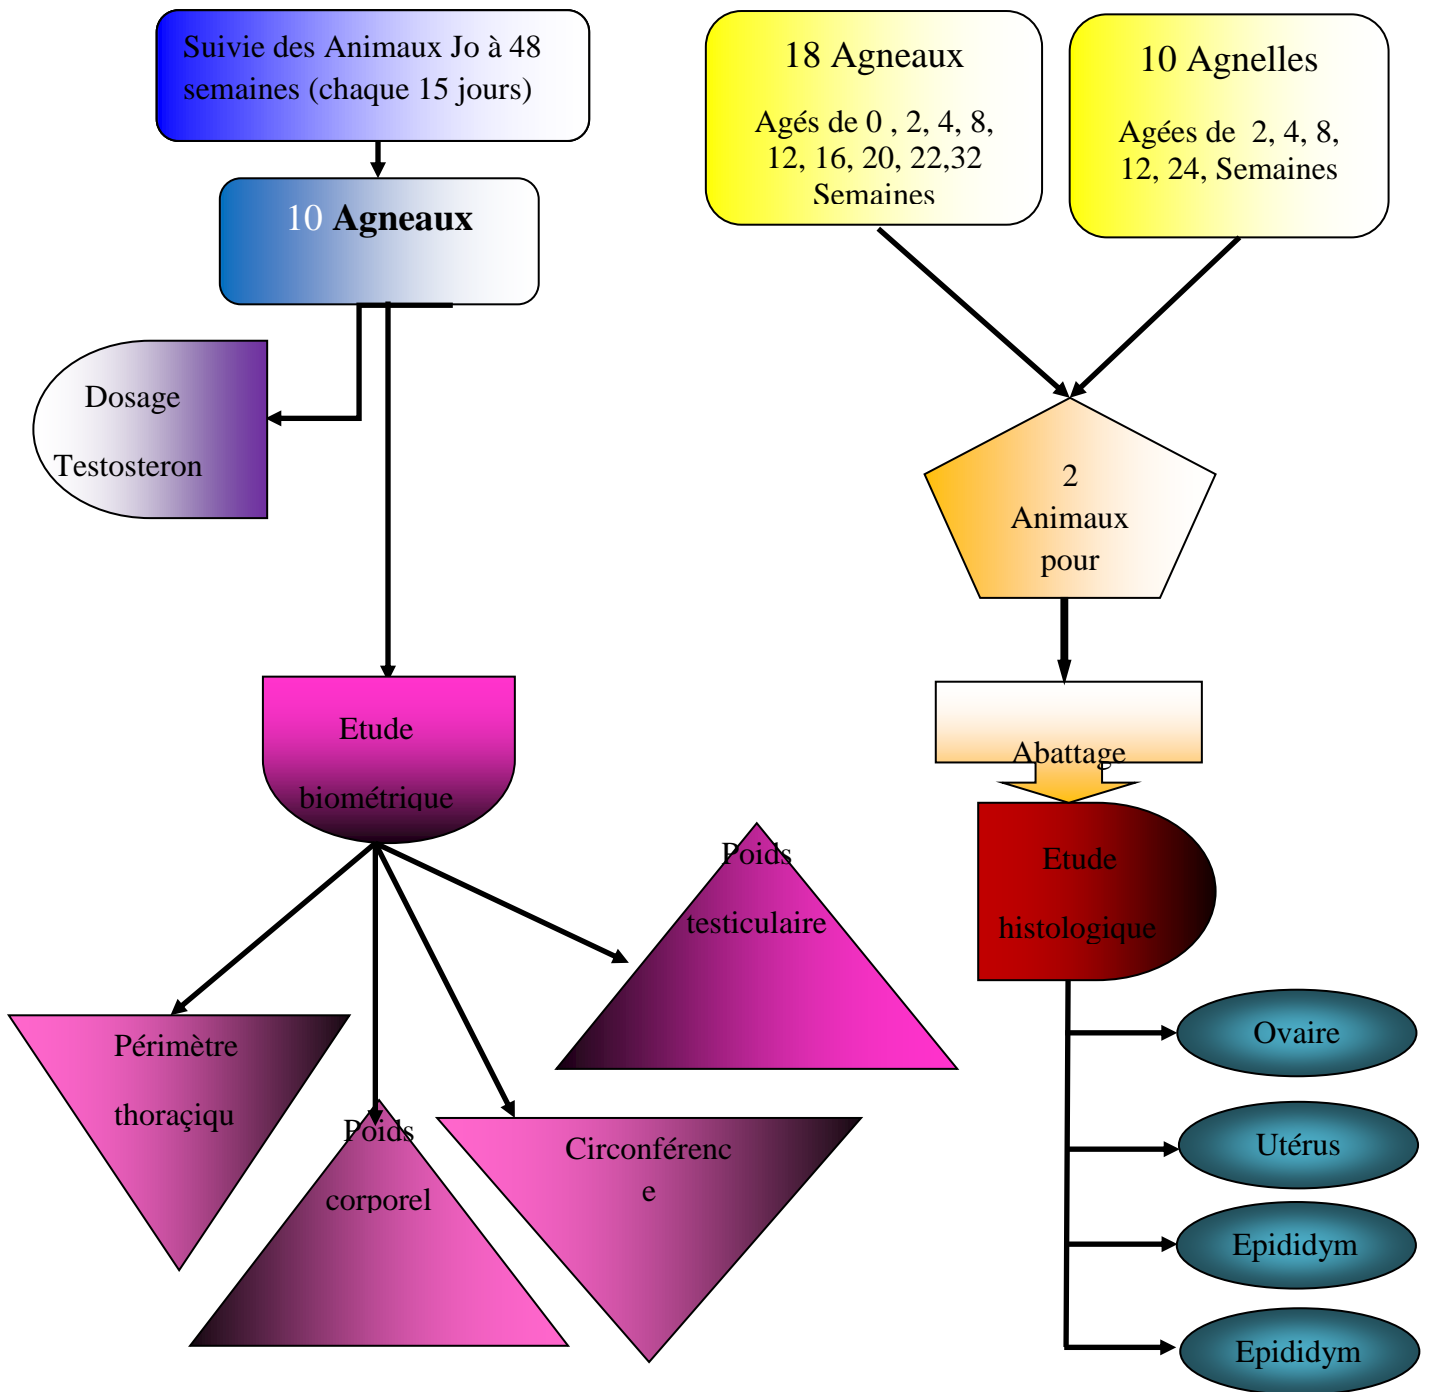 Suivie des Animaux Jo à 48
semaines (chaque 15 jours)
10 Agneaux
Dosage
Testosteron
Etude
biométrique
Poids
testiculaire
Périmètre
thoraçiqu
Poids
corporel
Circonférenc
e
18 Agneaux
Agés de 0 , 2, 4, 8,
12, 16, 20, 22,32
Semaines
10 Agnelles
Agées de 2, 4, 8,
12, 24, Semaines
2
Animaux
pour
Abattage
Etude
histologique
Ovaire
Utérus
Epididym
Epididym